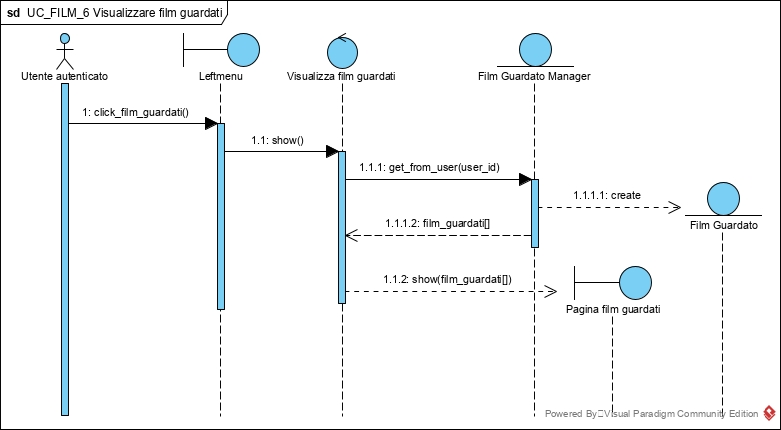 sd UC_FILM_6 Visualizzare film guardati
Utente autenticato
Leftmenu
Visualizza film guardati
Film Guardato Manager
1: click_film_guardati()
1.1: show()
1.1.1: get_from_user(user_id)
1.1.1.1: create
1.1.1.2: film_guardati[]
Film Guardato
1.1.2: show(film_guardati[])
Pagina film guardati
Powered By Visual Paradigm Community Edition